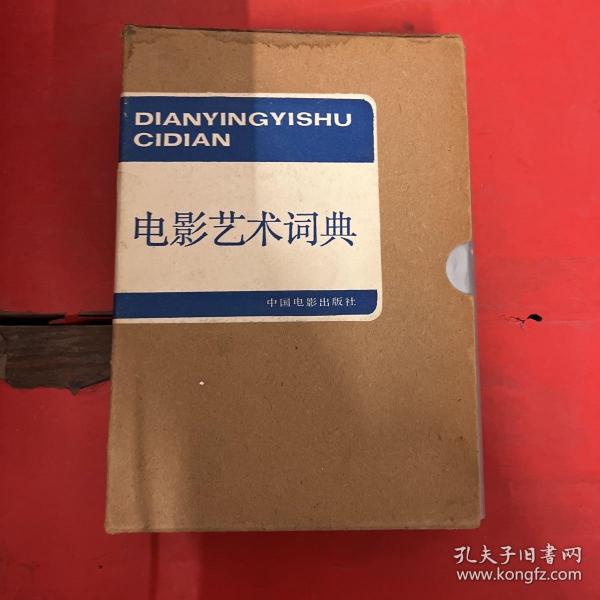 DIANYINGYISHU
CIDIAN
电影艺术词典
中国电影出版社
孔夫子旧书网
www.kongfz.com